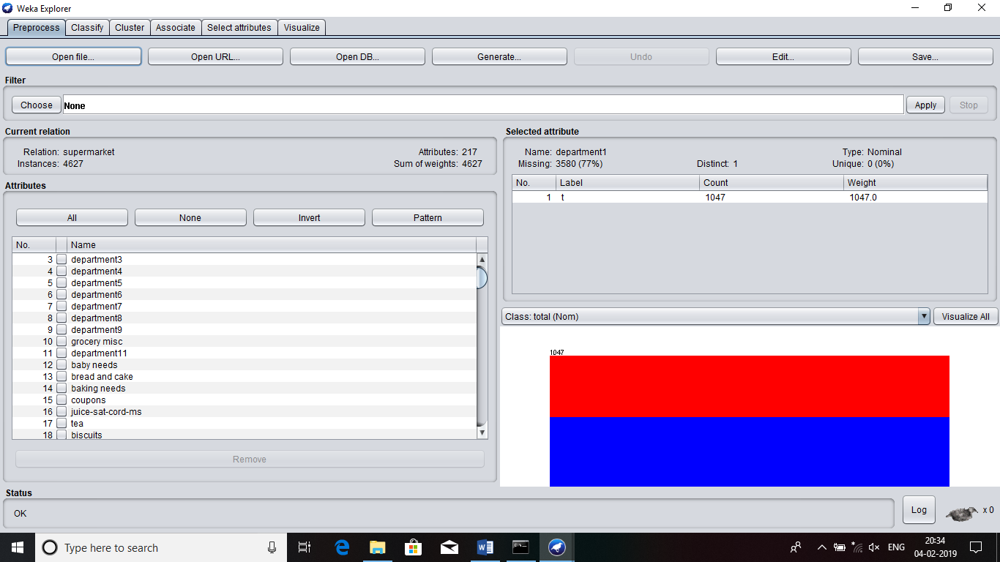 Weka Explorer
Preprocess Classify Cluster Associate Select attributes Visualize
Open file... Open URL... Open DB... Generate... Undo Edit... Save...
Filter
Choose None Apply Stop
Current relation
Relation: supermarket Attributes: 217
Instances: 4627 Sum of weights: 4627
Attributes
All None Invert Pattern
No. Name
3 department3
4 department4
5 department5
6 department6
7 department7
8 department8
9 department9
10 grocery misc
11 department11
12 baby needs
13 bread and cake
14 baking needs
15 coupons
16 juice-sat-cord-ms
17 tea
18 biscuits
Remove
Selected attribute
Name: department1 Type: Nominal
Missing: 3580 (77%) Distinct: 1 Unique: 0 (0%)
No. Label Count Weight
1 t 1047 1047.0
Class: total (Nom) Visualize All
1047
Status
OK
Log x 0
Type here to search
ENG
20:34
04-02-2019